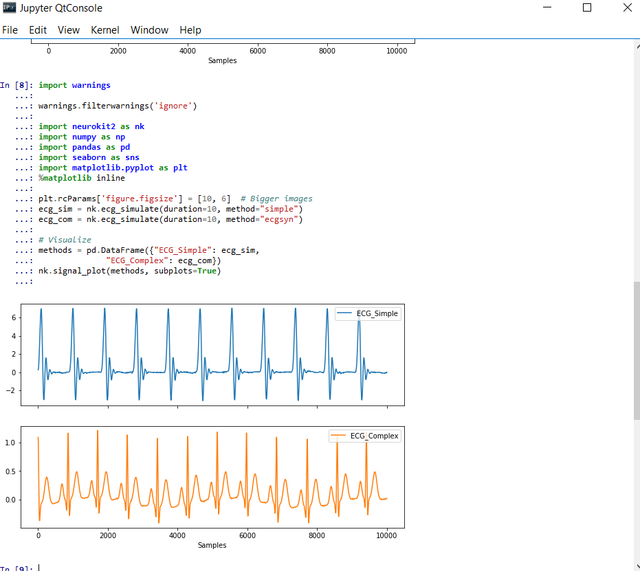 Jupyter QtConsole
File Edit View Kernel Window Help
0 2000 4000 6000 8000 10000
Samples
In [8]: import warnings
...:
...: warnings.filterwarnings('ignore')
...:
...: import neurokit2 as nk
...: import numpy as np
...: import pandas as pd
...: import seaborn as sns
...: import matplotlib.pyplot as plt
...: %matplotlib inline
...:
...: plt.rcParams['figure.figsize'] = [10, 6]  # Bigger images
...: ecg_sim = nk.ecg_simulate(duration=10, method="simple")
...: ecg_com = nk.ecg_simulate(duration=10, method="ecgsyn")
...:
...: # Visualize
...: methods = pd.DataFrame({"ECG_Simple": ecg_sim,
...:               "ECG_Complex": ecg_com})
...: nk.signal_plot(methods, subplots=True)
...:
ECG_Simple
6
4
2
0
−2
ECG_Complex
1.0
0.5
0.0
0 2000 4000 6000 8000 10000
Samples
In [9]: